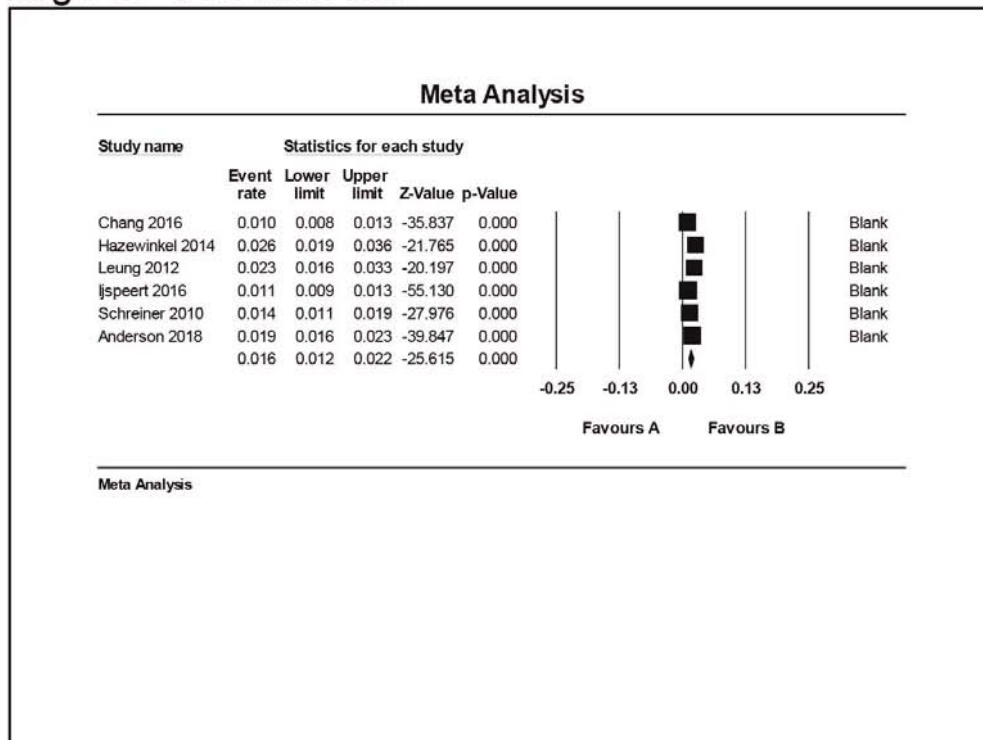 Meta Analysis
Study name Statistics for each study
Event Lower Upper
rate limit limit Z-Value p-Value
Chang 2016 0.010 0.008 0.013 -35.837 0.000 Blank
Hazewinkel 2014 0.026 0.019 0.036 -21.765 0.000 Blank
Leung 2012 0.023 0.016 0.033 -20.197 0.000 Blank
Ijspeert 2016 0.011 0.009 0.013 -55.130 0.000 Blank
Schreiner 2010 0.014 0.011 0.019 -27.976 0.000 Blank
Anderson 2018 0.019 0.016 0.023 -39.847 0.000 Blank
0.016 0.012 0.022 -25.615 0.000
-0.25 -0.13 0.00 0.13 0.25
Favours A Favours B
Meta Analysis